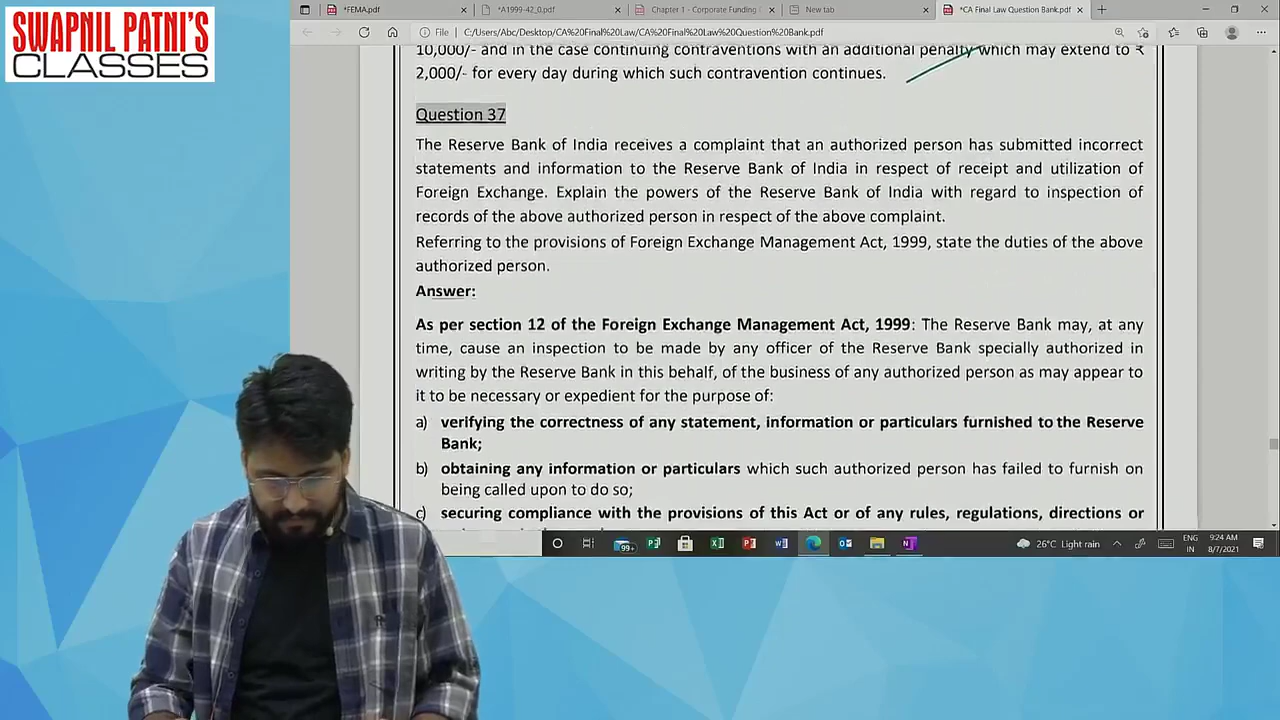 SWAPNIL PATNI'S
CLASSES
*FEMA.pdf
*A1999-42_0.pdf
Chapter 1 - Corporate Funding
New tab
*CA Final Law Question Bank.pdf
File
C:/Users/Abc/Desktop/CA%20Final%20Law/CA%20Final%20Law%20Question%20Bank.pdf
10,000/- and in the case continuing contraventions with an additional penalty which may extend to ₹
2,000/- for every day during which such contravention continues.
Question 37
The Reserve Bank of India receives a complaint that an authorized person has submitted incorrect
statements and information to the Reserve Bank of India in respect of receipt and utilization of
Foreign Exchange. Explain the powers of the Reserve Bank of India with regard to inspection of
records of the above authorized person in respect of the above complaint.
Referring to the provisions of Foreign Exchange Management Act, 1999, state the duties of the above
authorized person.
Answer:
As per section 12 of the Foreign Exchange Management Act, 1999: The Reserve Bank may, at any
time, cause an inspection to be made by any officer of the Reserve Bank specially authorized in
writing by the Reserve Bank in this behalf, of the business of any authorized person as may appear to
it to be necessary or expedient for the purpose of:
a) verifying the correctness of any statement, information or particulars furnished to the Reserve
Bank;
b) obtaining any information or particulars which such authorized person has failed to furnish on
being called upon to do so;
c) securing compliance with the provisions of this Act or of any rules, regulations, directions or
99+
26°C Light rain
ENG
IN
9:24 AM
8/7/2021